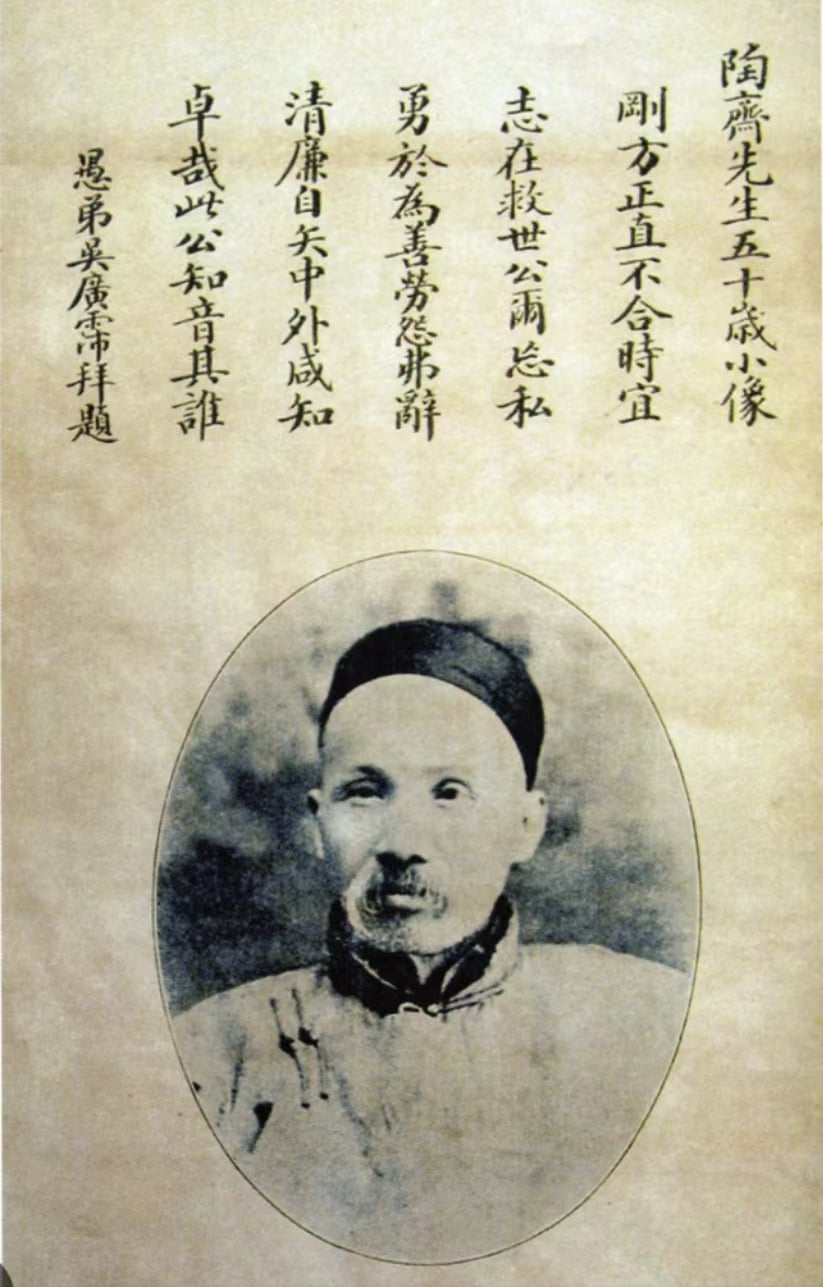 陶齋先生五十歲小像
剛方正直不合時宜
志在救世公爾忘私
勇於為善勞怨弗辭
清廉自矢中外咸知
卓哉此公知音其誰
愚弟吳廣霈拜題